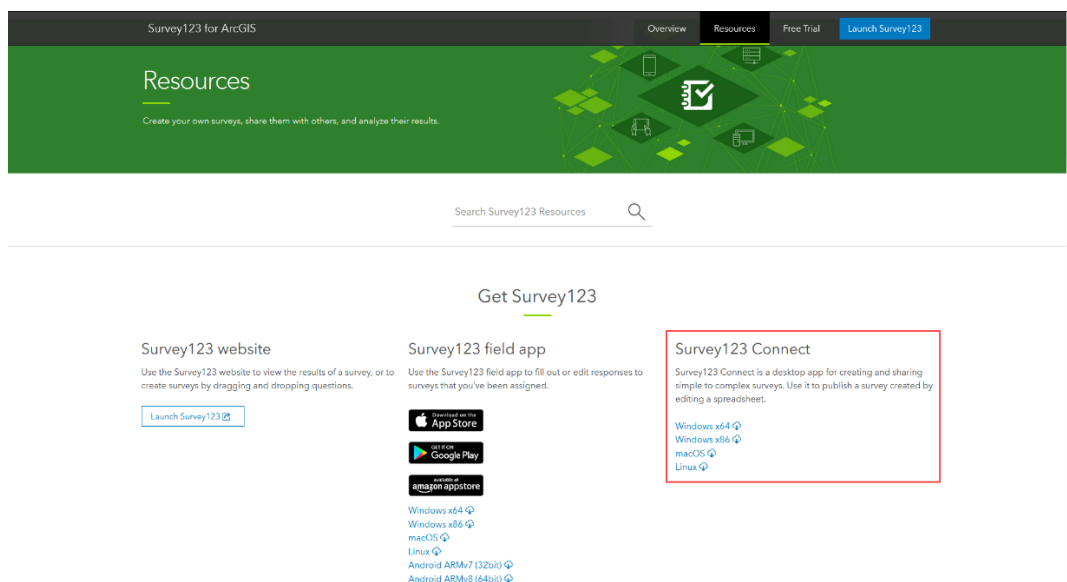 Survey123 for ArcGIS
Overview
Resources
Free Trial
Launch Survey123
Resources
Create your own surveys, share them with others, and analyze their results.
Search Survey123 Resources
Get Survey123
Survey123 website
Use the Survey123 website to view the results of a survey, or to
create surveys by dragging and dropping questions.
Launch Survey123
Survey123 field app
Use the Survey123 field app to fill out or edit responses to
surveys that you've been assigned.
Download on the
App Store
GET IT ON
Google Play
available at
amazon appstore
Windows x64
Windows x86
macOS
Linux
Android ARMv7 (32bit)
Android ARMv8 (64bit)
Survey123 Connect
Survey123 Connect is a desktop app for creating and sharing
simple to complex surveys. Use it to publish a survey created by
editing a spreadsheet.
Windows x64
Windows x86
macOS
Linux